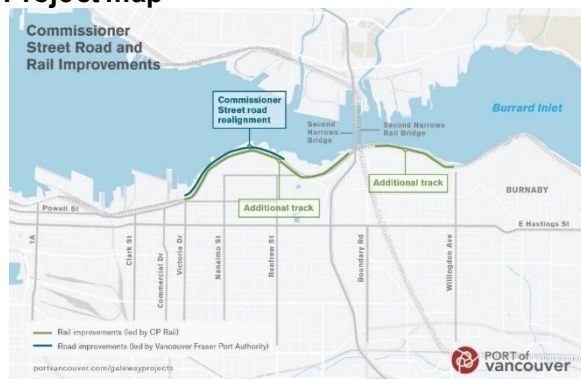 Project map
Commissioner
Street Road and
Rail Improvements
Commissioner
Street road
realignment
Second
Narrows
Bridge
Second Narrows
Rail Bridge
Burrard Inlet
Additional track
Additional track
BURNABY
Powell St
E Hastings St
1A
Clark St
Commercial Dr
Victoria Dr
Nanaimo St
Renfrew St
Boundary Rd
Willingdon Ave
Rail improvements (led by CP Rail)
Road improvements (led by Vancouver Fraser Port Authority)
portvancouver.com/gatewayprojects
PORT of
vancouver